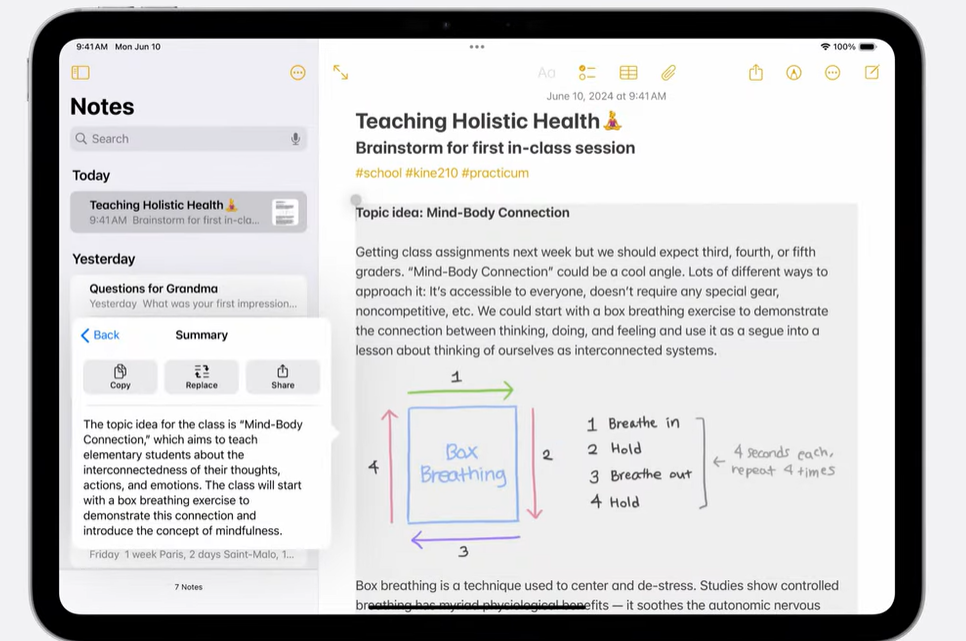 9:41 AM Mon Jun 10
100%
Notes
Search
Today
Teaching Holistic Health
9:41 AM Brainstorm for first in-cla...
Yesterday
Questions for Grandma
Yesterday What was your first impression...
Back
Summary
Copy
Replace
Share
The topic idea for the class is “Mind-Body
Connection,” which aims to teach
elementary students about the
interconnectedness of their thoughts,
actions, and emotions. The class will start
with a box breathing exercise to
demonstrate this connection and
introduce the concept of mindfulness.
Friday 1 week Paris, 2 days Saint-Malo, 1...
7 Notes
Aa
June 10, 2024 at 9:41 AM
Teaching Holistic Health
Brainstorm for first in-class session
#school #kine210 #practicum
Topic idea: Mind-Body Connection
Getting class assignments next week but we should expect third, fourth, or fifth
graders. “Mind-Body Connection” could be a cool angle. Lots of different ways to
approach it: It’s accessible to everyone, doesn’t require any special gear,
noncompetitive, etc. We could start with a box breathing exercise to demonstrate
the connection between thinking, doing, and feeling and use it as a segue into a
lesson about thinking of ourselves as interconnected systems.
1
2
3
4
Box
Breathing
1 Breathe in
2 Hold
3 Breathe out
4 Hold
4 seconds each,
repeat 4 times
Box breathing is a technique used to center and de-stress. Studies show controlled
breathing has myriad physiological benefits — it soothes the autonomic nervous